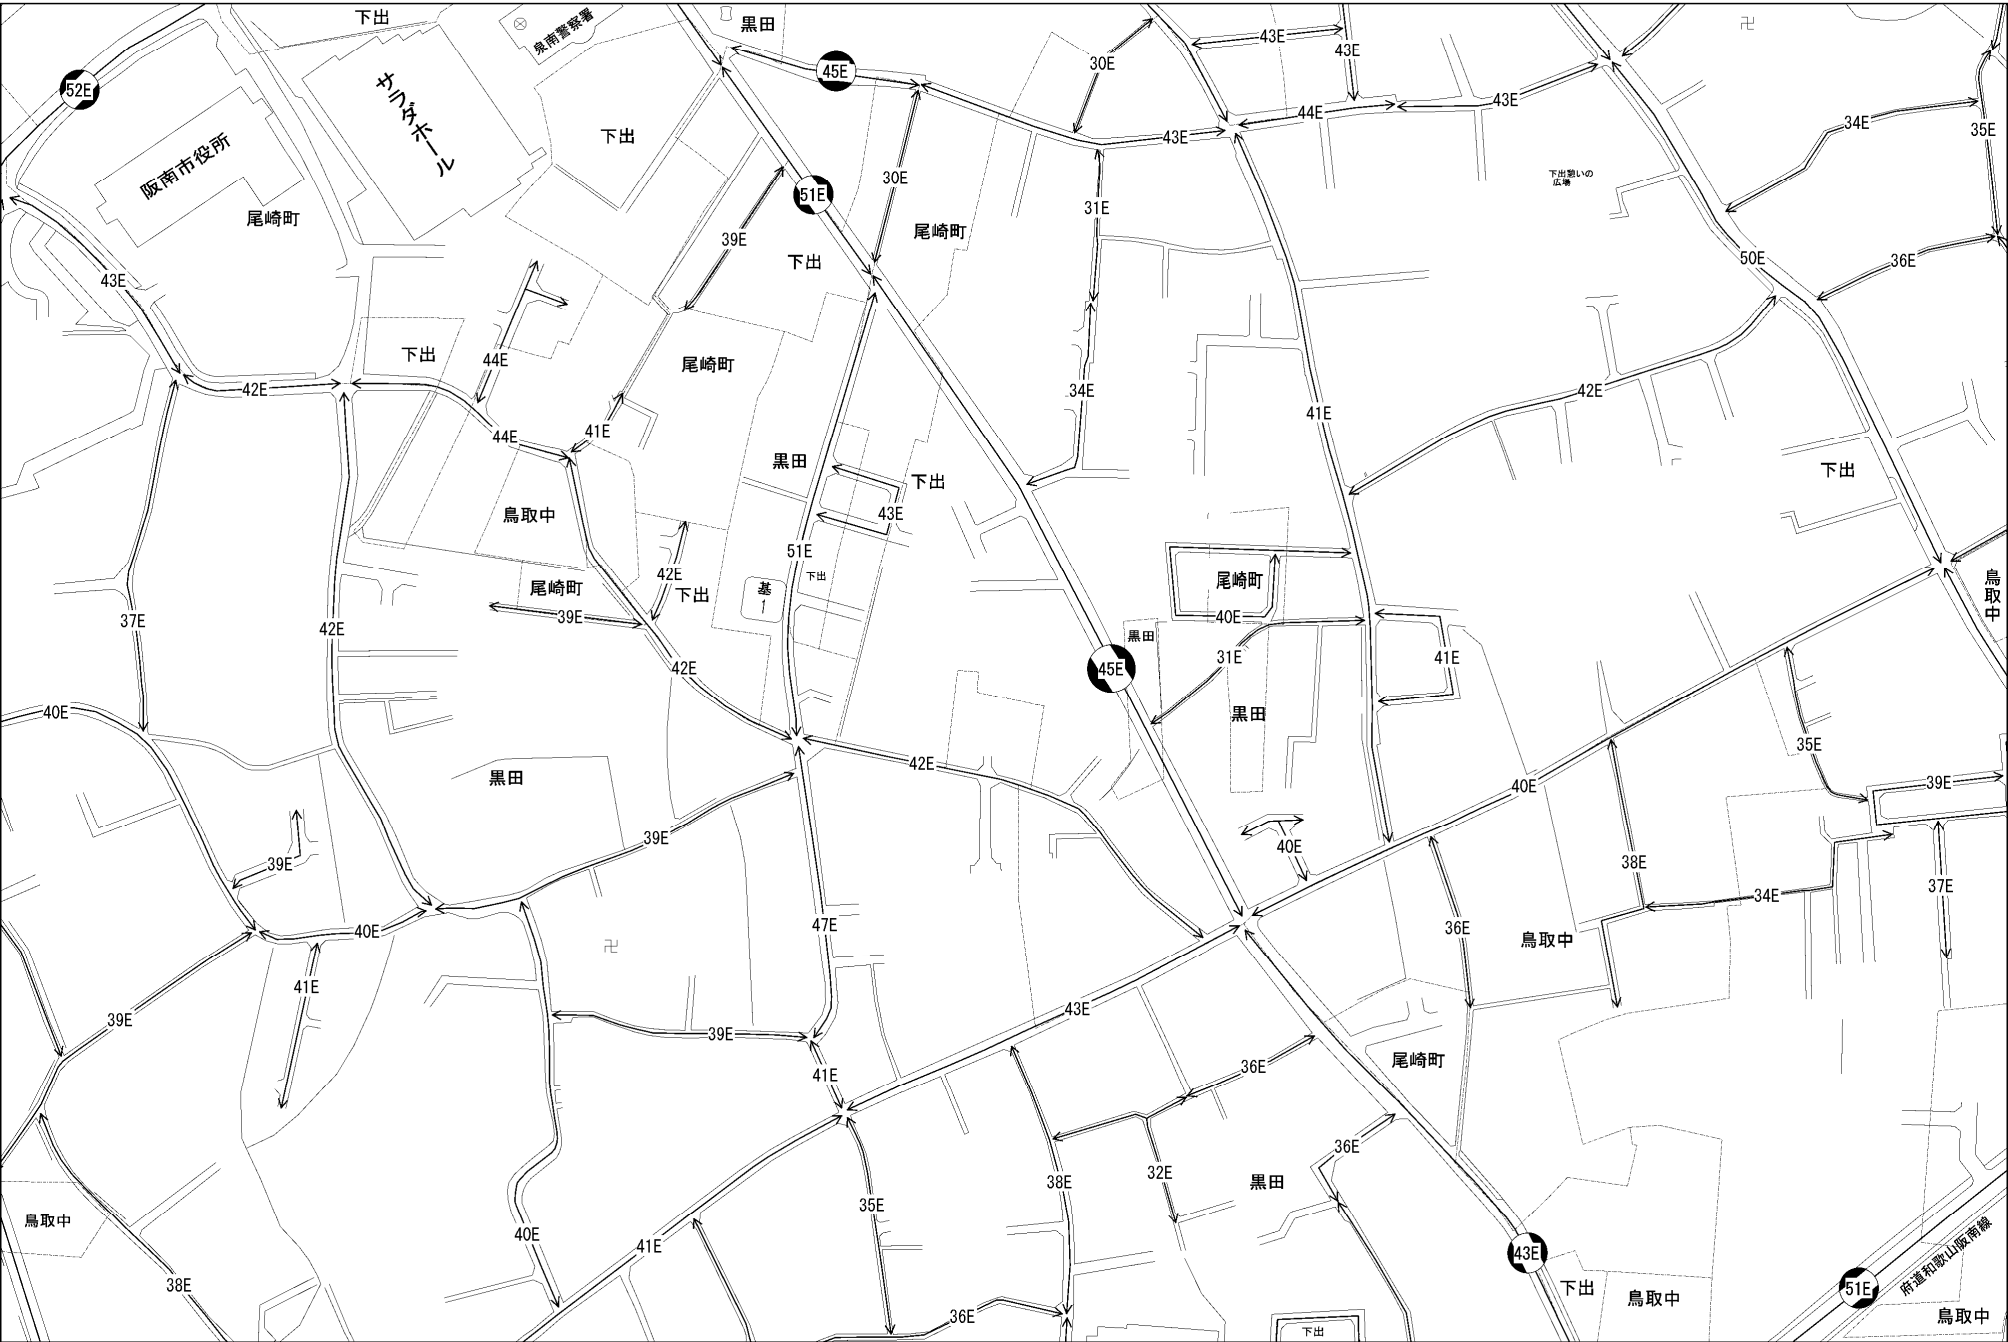 下出
泉南警察署
黒田
43E
43E
52E
サラダホール
45E
30E
下出
44E
43E
34E
35E
43E
阪南市役所
51E
30E
下出憩いの
広場
31E
尾崎町
39E
尾崎町
下出
50E
36E
43E
44E
下出
尾崎町
42E
34E
42E
41E
44E
41E
黒田
下出
下出
43E
鳥取中
51E
42E
下出
尾崎町
基
1
下出
39E
尾崎町
40E
鳥取中
37E
42E
黒田
31E
41E
42E
45E
40E
黒田
35E
42E
黒田
40E
39E
39E
39E
40E
38E
37E
34E
40E
47E
36E
鳥取中
41E
39E
43E
39E
41E
36E
尾崎町
36E
32E
38E
黒田
35E
鳥取中
40E
41E
43E
府道和歌山阪南線
38E
51E
下出
鳥取中
36E
鳥取中
下出